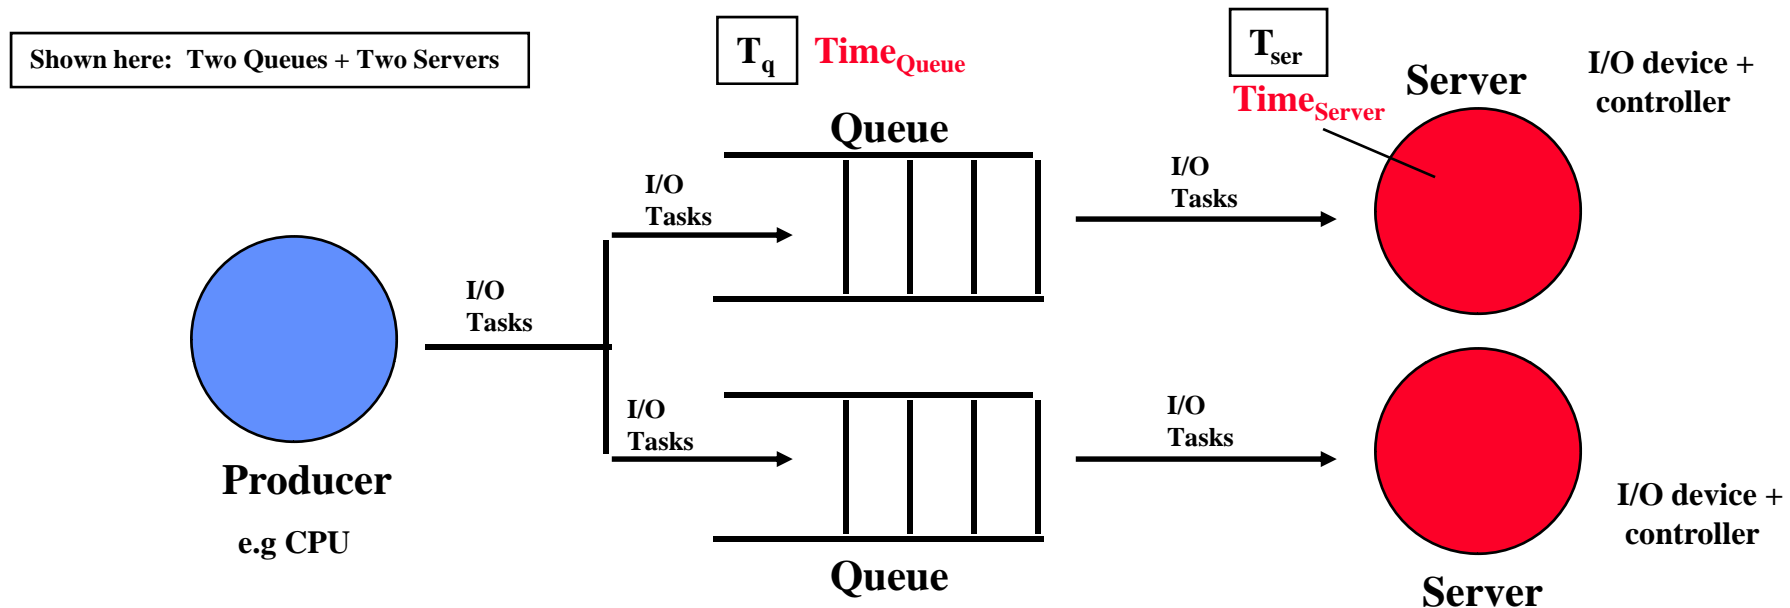 Shown here: Two Queues + Two Servers
Tq
TimeQueue
Tser
TimeServer
Server
I/O device +
controller
Queue
I/O
Tasks
I/O
Tasks
I/O
Tasks
I/O
Tasks
I/O
Tasks
I/O
Tasks
Producer
e.g CPU
Queue
I/O device +
controller
Server